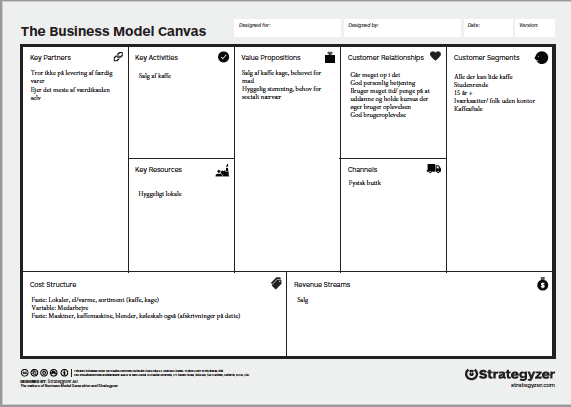 The Business Model Canvas
Designed for:
Designed by:
Date:
Version:
Key Partners
Tror ikke på levering af færdig
varer
Ejer det meste af værdikæden
selv
Key Activities
Salg af kaffe
Key Resources
Hyggeligt lokale
Value Propositions
Salg af kaffe kage, behovet for
mad
Hyggelig stemning, behov for
socialt nærvær
Customer Relationships
Går meget op i det
God personlig betjening
Bruger meget tid/ penge på at
uddanne og holde kursus der
øger bruger oplevelsen
God brugeroplevelse
Channels
Fysisk butik
Customer Segments
Alle der kan lide kaffe
Studerende
15 år +
Iværksætter/ folk uden kontor
Kaffeaftale
Cost Structure
Faste: Lokaler, el/varme, sortiment (kaffe, kage)
Variable: Medarbejre
Faste: Maskiner, kaffemaskine, blender, køleskab også (afskrivninger på dette)
Revenue Streams
Salg
DESIGNED BY: Strategyzer AG
The makers of Business Model Generation and Strategyzer
Strategyzer
strategyzer.com